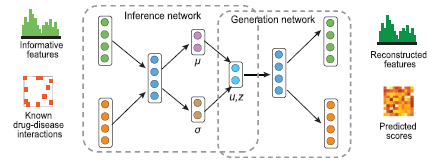 Inference network
Generation network
Informative
features
Known
drug-disease
interactions
μ
σ
u,z
Reconstructed
features
Predicted
scores